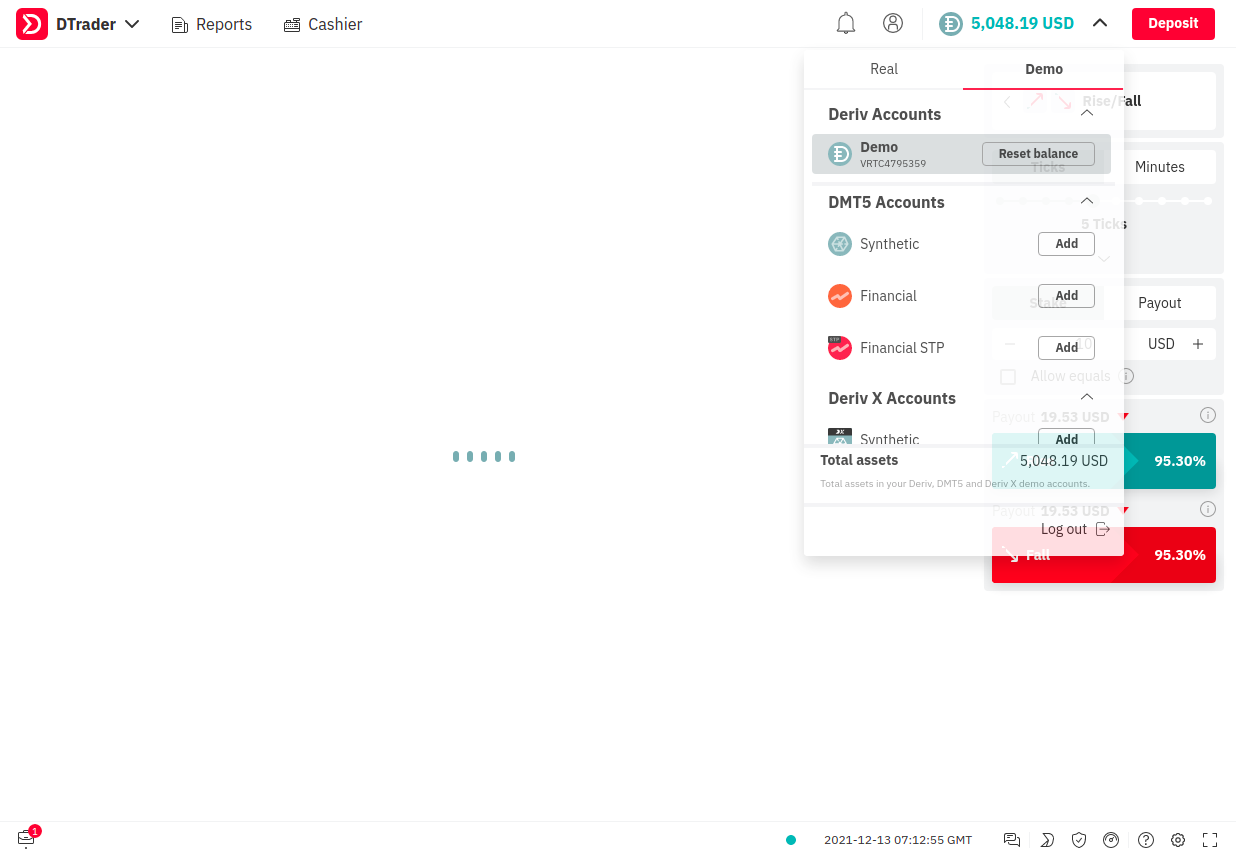 DTrader
Reports
Cashier
5,048.19 USD
Deposit
Real
Demo
Rise/Fall
Deriv Accounts
Demo
VRTC4795359
Reset balance
Ticks
Minutes
DMT5 Accounts
5 Ticks
Synthetic
Add
Financial
Add
Stake
Payout
Financial STP
Add
10
USD
Allow equals
Deriv X Accounts
Payout 19.53 USD
Synthetic
Add
Total assets
5,048.19 USD
95.30%
Total assets in your Deriv, DMT5 and Deriv X demo accounts.
Payout 19.53 USD
Log out
Fall
95.30%
1
2021-12-13 07:12:55 GMT